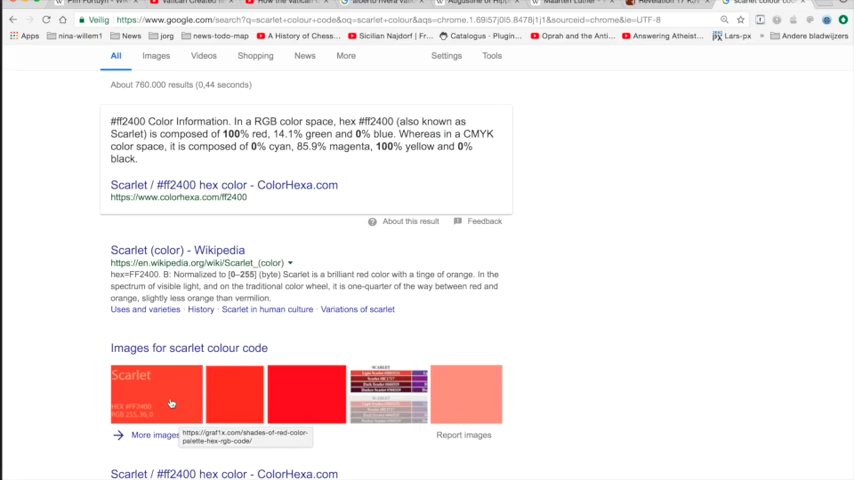 Veilig https://www.google.com/search?q=scarlet+colour+code&oq=scarlet+colour&aqs=chrome.1.69i57j0l5.8478j1j1&sourceid=chrome&ie=UTF-8
Apps nina-willem1 News jorg news-todo-map A History of Chess... Sicilian Najdorf | Fr... Catalogus - Plugin... Oprah and the Anti... Answering Atheist... Lars-px » Andere bladwijzers
All Images Videos Shopping News More Settings Tools
About 760.000 results (0,44 seconds)
#ff2400 Color Information. In a RGB color space, hex #ff2400 (also known as
Scarlet) is composed of 100% red, 14.1% green and 0% blue. Whereas in a CMYK
color space, it is composed of 0% cyan, 85.9% magenta, 100% yellow and 0%
black.
Scarlet / #ff2400 hex color - ColorHexa.com
https://www.colorhexa.com/ff2400
About this result Feedback
Scarlet (color) - Wikipedia
https://en.wikipedia.org/wiki/Scarlet_(color)
hex=FF2400. B: Normalized to [0–255] (byte) Scarlet is a brilliant red color with a tinge of orange. In the
spectrum of visible light, and on the traditional color wheel, it is one-quarter of the way between red and
orange, slightly less orange than vermilion.
Uses and varieties · History · Scarlet in human culture · Variations of scarlet
Images for scarlet colour code
Scarlet
HEX #FF2400
RGB 255, 36, 0
SCARLET
More images
https://graf1x.com/shades-of-red-color-
palette-hex-rgb-code/
Report images
Scarlet / #ff2400 hex color - ColorHexa.com